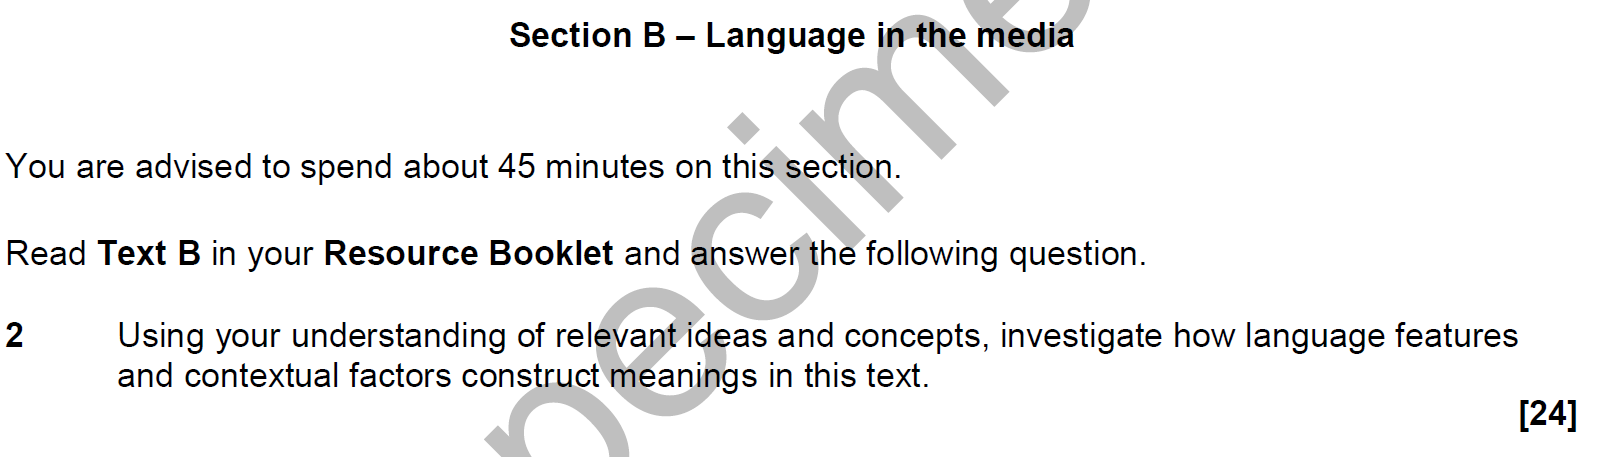 Section B – Language in the media
You are advised to spend about 45 minutes on this section.
Read Text B in your Resource Booklet and answer the following question.
2 Using your understanding of relevant ideas and concepts, investigate how language features
and contextual factors construct meanings in this text.
[24]
pecime